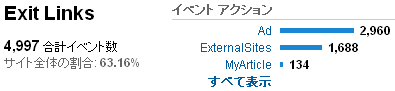 Exit Links
4,997 合計イベント数
サイト全体の割合: 63.16%
イベント アクション
Ad 2,960
ExternalSites 1,688
MyArticle 134
すべて表示